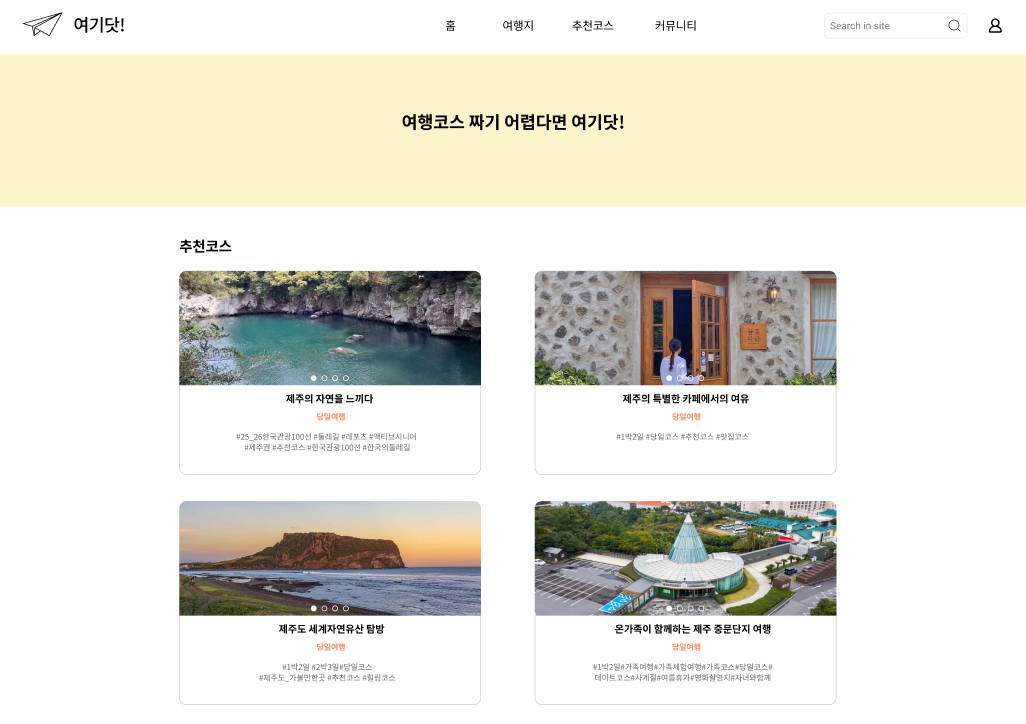 여기닷!
홈 여행지 추천코스 커뮤니티
Search in site
여행코스 짜기 어렵다면 여기닷!
추천코스
제주의 자연을 느끼다
당일여행
#25_26한국관광100선 #둘레길 #레포츠 #액티브시니어
#제주권 #추천코스 #한국관광100선 #한국의둘레길
제주의 특별한 카페에서의 여유
당일여행
#1박2일 #당일코스 #추천코스 #맛집코스
제주도 세계자연유산 탐방
당일여행
#1박2일 #2박3일#당일코스
#제주도_가볼만한곳 #추천코스 #힐링코스
온가족이 함께하는 제주 중문단지 여행
당일여행
#1박2일#가족여행#가족체험여행#가족코스#당일코스#
데이트코스#사계절#여름휴가#영화촬영지#자녀와함께